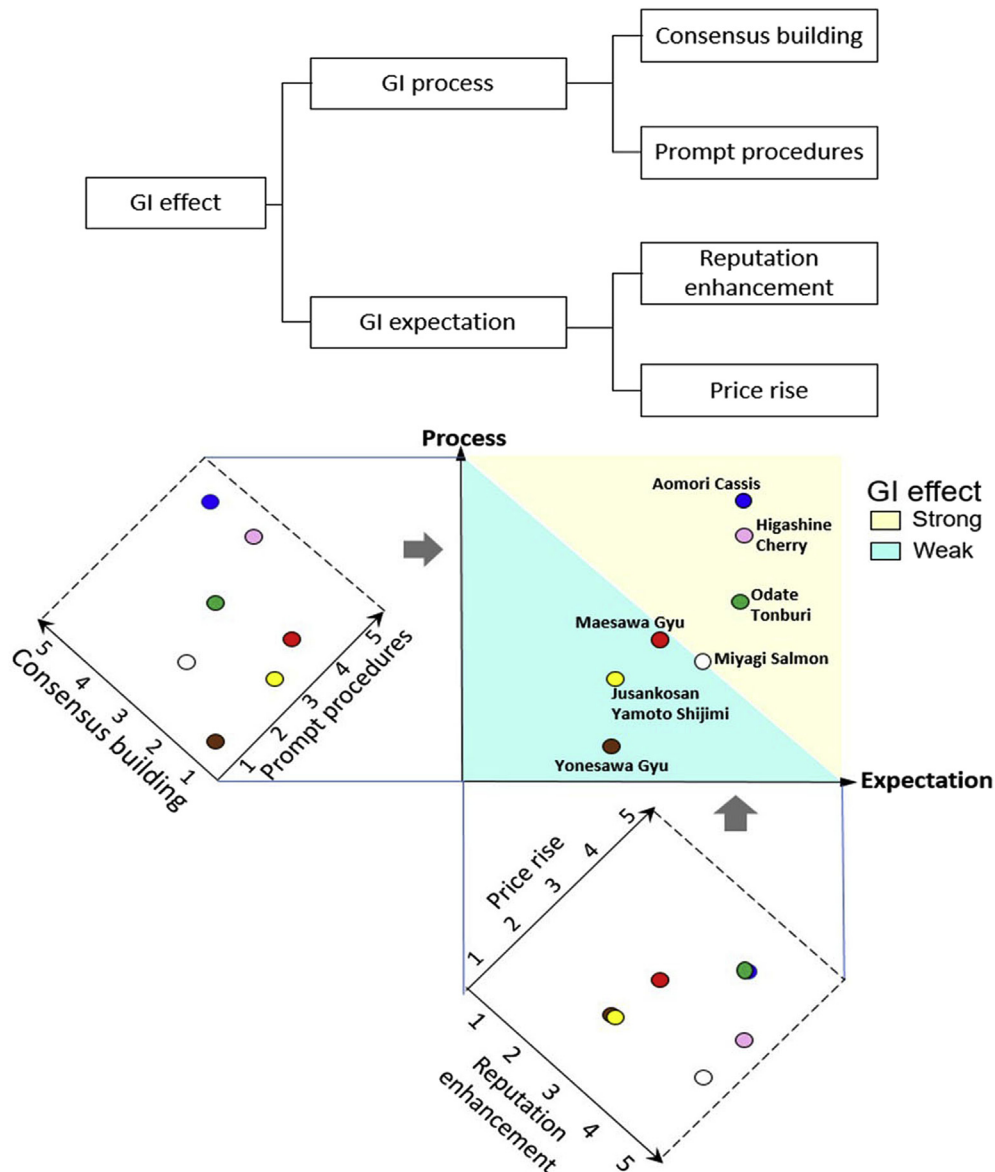 Consensus building
GI process
Prompt procedures
GI effect
Reputation
enhancement
GI expectation
Price rise
Process
Aomori Cassis
GI effect
Strong
Weak
Higashine
Cherry
Odate
Tonburi
Maesawa Gyu
Miyagi Salmon
Jusankosan
Yamoto Shijimi
Yonesawa Gyu
Expectation
5
4
3
2
1
Consensus building
1
2
3
4
5
Prompt procedures
5
4
3
2
1
Price rise
1
2
3
4
5
Reputation
enhancement